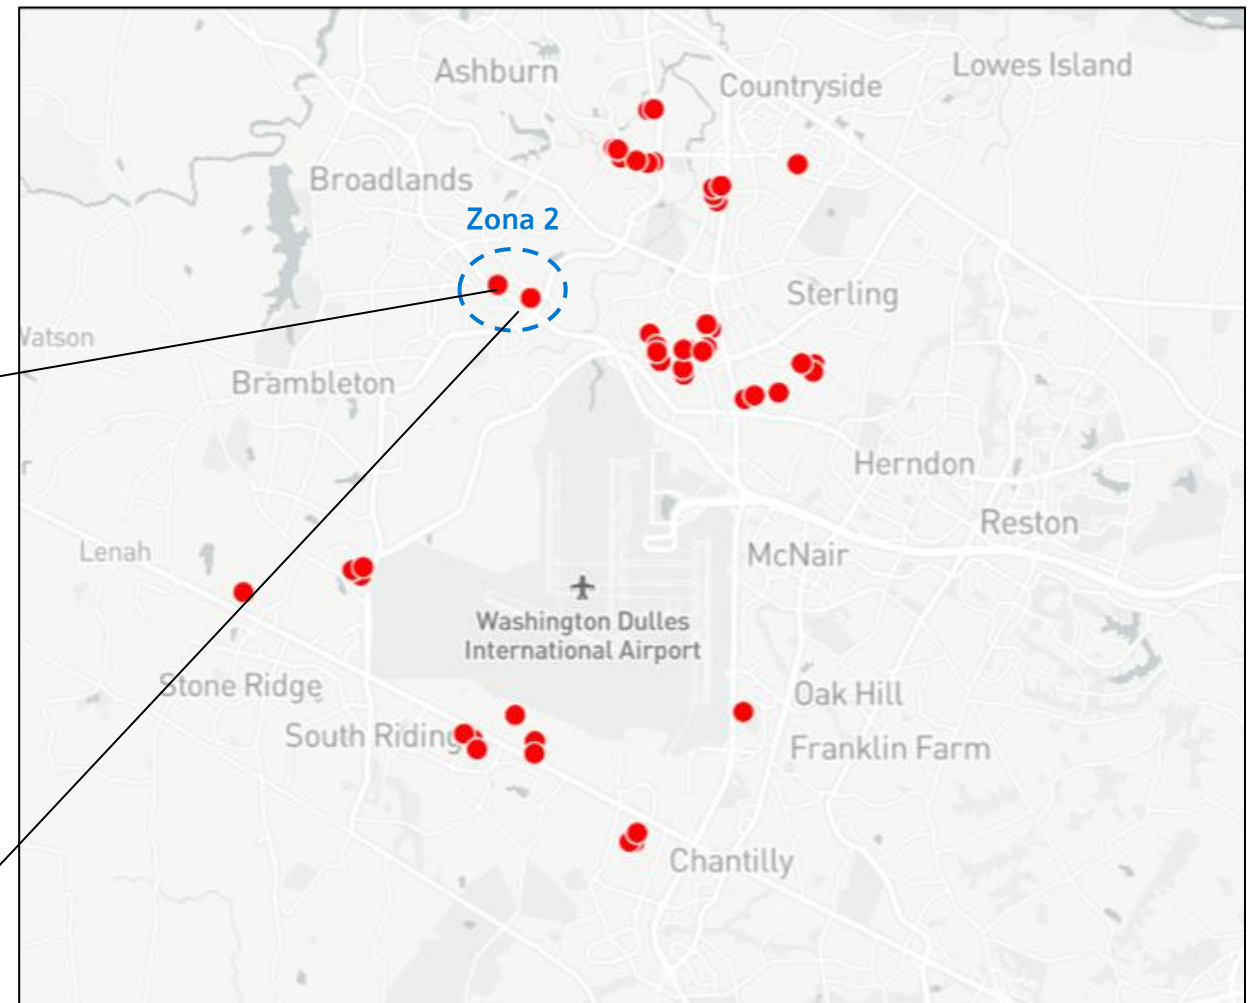 Lowes Island
Ashburn
Countryside
Broadlands
Zona 2
Sterling
Watson
Brambleton
r
Herndon
Reston
Lenah
McNair
Washington Dulles
International Airport
Stone Ridge
Oak Hill
South Riding
Franklin Farm
Chantilly